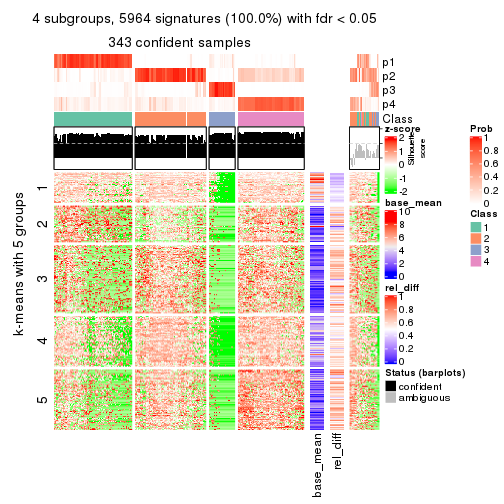 4 subgroups, 5964 signatures (100.0%) with fdr < 0.05
343 confident samples
p1
p2
p3
p4
Class
z-score
2
1
0
-1
-2
Silhouette
score
Prob
1
0.8
0.6
0.4
0.2
0
Class
1
2
3
4
base_mean
10
8
6
4
2
0
rel_diff
1
0.8
0.6
0.4
0.2
0
Status (barplots)
confident
ambiguous
k-means with 5 groups
1
2
3
4
5
base_mean
rel_diff